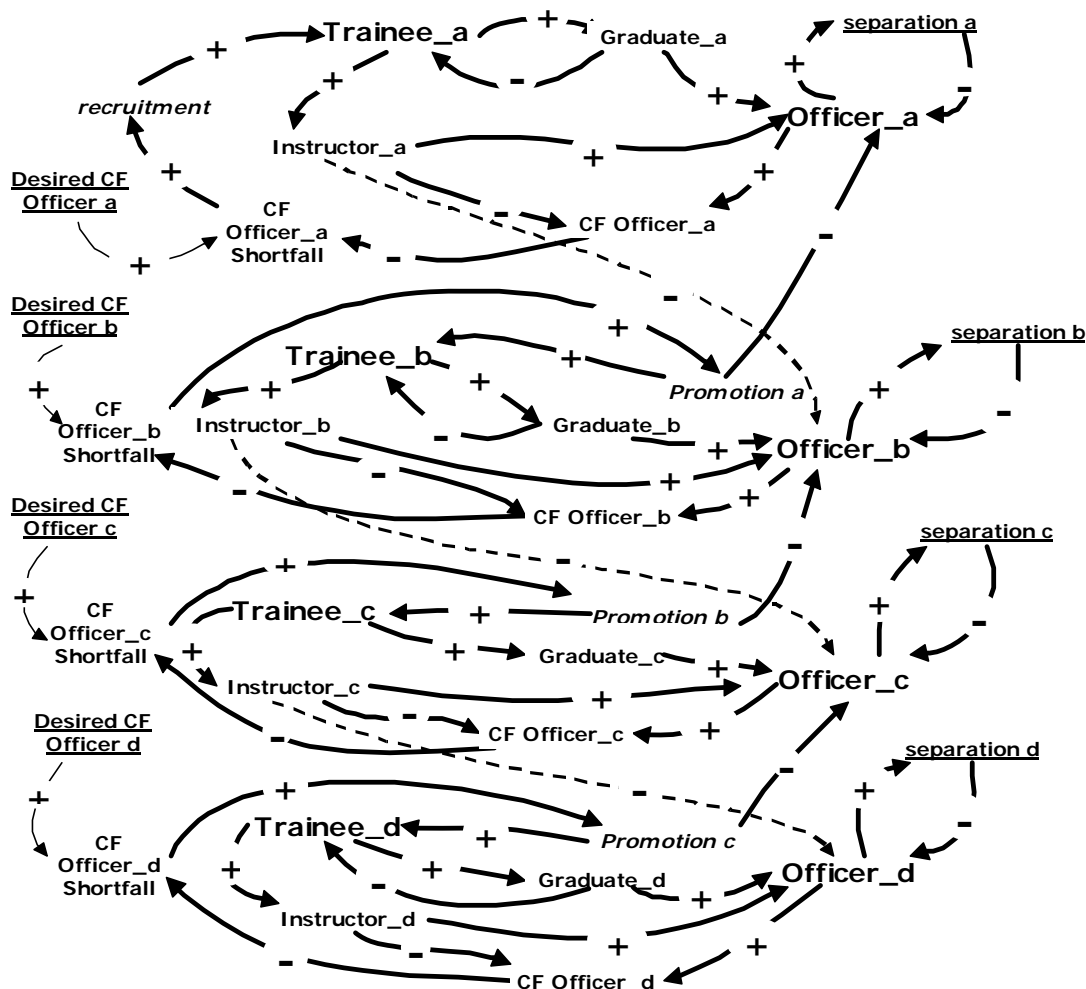 Trainee_a
+
Graduate_a
separation a
+
+
-
+
-
recruitment
+
-
Officer_a
Instructor_a
+
Desired CF
Officer a
+
+
CF
Officer_a
Shortfall
-
CF Officer_a
-
-
+
-
Desired CF
Officer b
+
separation b
Trainee_b
+
+
+
+
+
Promotion a
-
CF
Officer_b
Shortfall
Instructor_b
-
Graduate_b
+
Officer_b
-
-
+
+
CF Officer_b
Desired CF
Officer c
separation c
-
-
+
+
+
-
Trainee_c
+
Promotion b
CF
Officer_c
Shortfall
+
+
Graduate_c
+
Officer_c
Instructor_c
+
-
CF Officer_c
+
-
Desired CF
Officer d
separation d
-
+
+
-
+
-
Trainee_d
+
Promotion c
CF
Officer_d
Shortfall
+
+
-
Graduate_d
+
Officer_d
Instructor_d
+
+
-
-
CF Officer_d